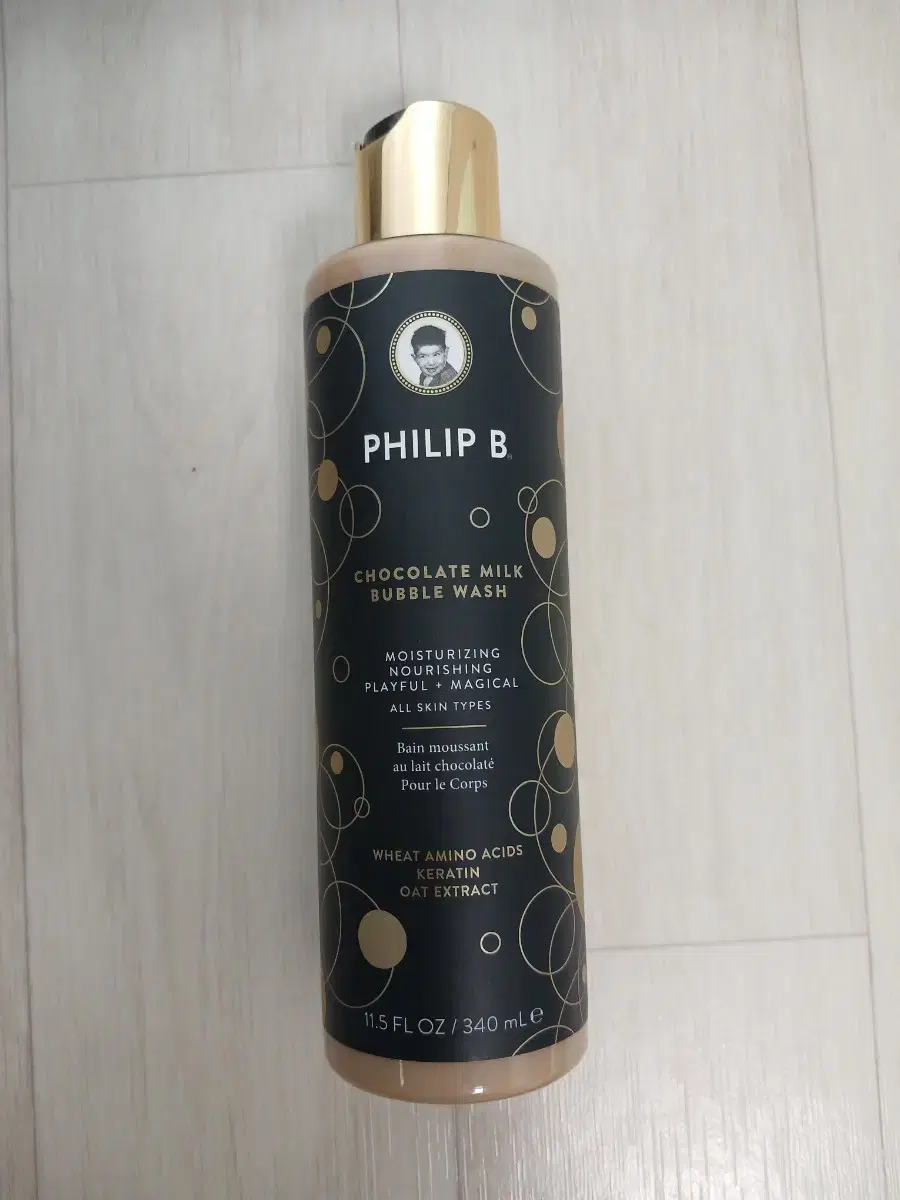 PHILIP B®
CHOCOLATE MILK
BUBBLE WASH
MOISTURIZING
NOURISHING
PLAYFUL + MAGICAL
ALL SKIN TYPES
Bain moussant
au lait chocolaté
Pour le Corps
WHEAT AMINO ACIDS
KERATIN
OAT EXTRACT
11.5 FL OZ / 340 mL ℮